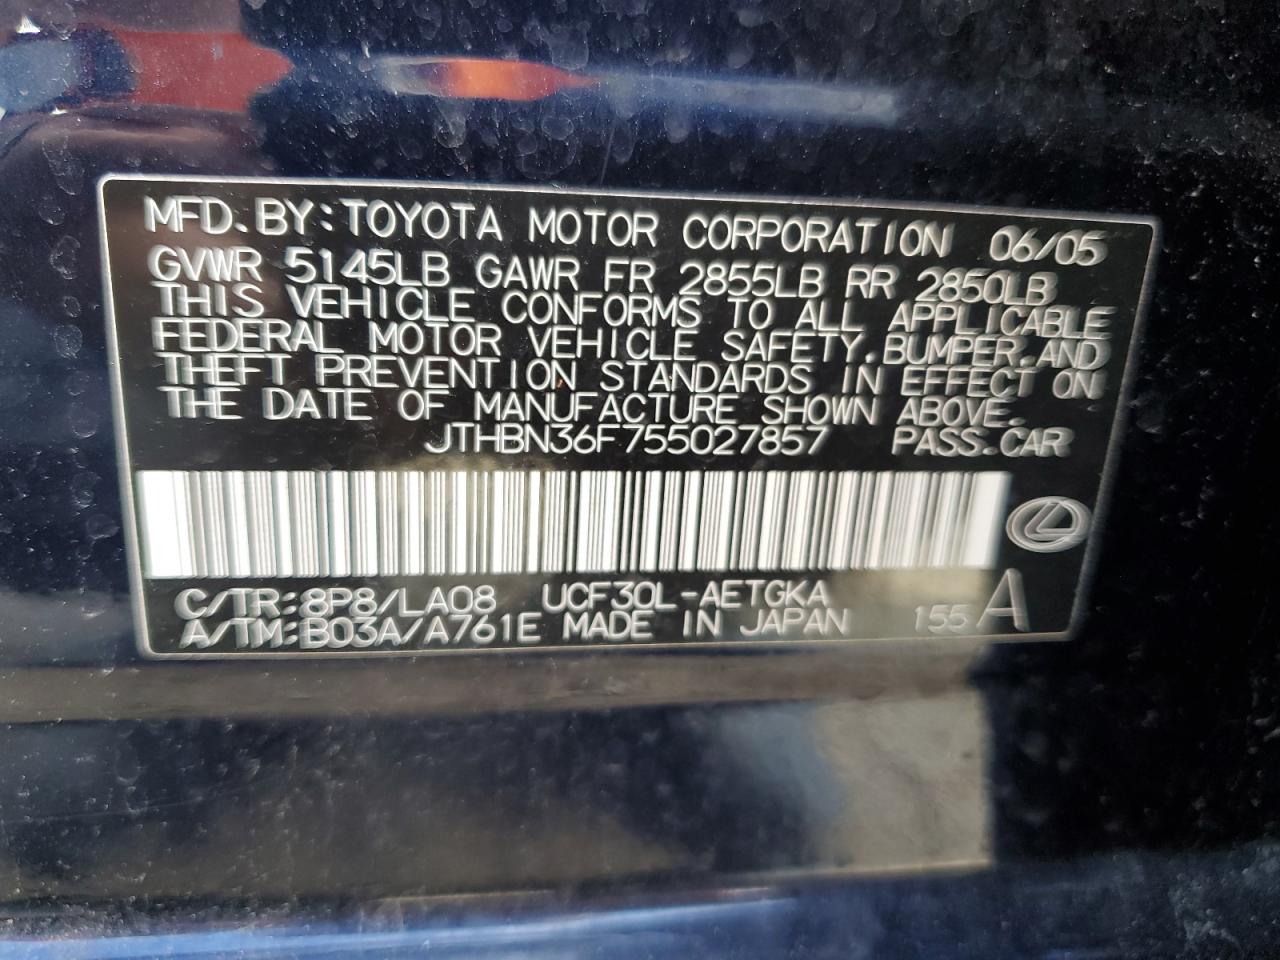 MFD.BY:TOYOTA MOTOR CORPORATION 06/05
GVWR 5145LB GAWR FR 2855LB RR 2850LB
THIS VEHICLE CONFORMS TO ALL APPLICABLE
FEDERAL MOTOR VEHICLE SAFETY.BUMPER.AND
THEFT PREVENTION STANDARDS IN EFFECT ON
THE DATE OF MANUFACTURE SHOWN ABOVE.
JTHBN36F755027857 PASS.CAR
C/TR:8P8/LA08 UCF30L-AETGKA
A/TM:B03A/A761E MADE IN JAPAN 155 A